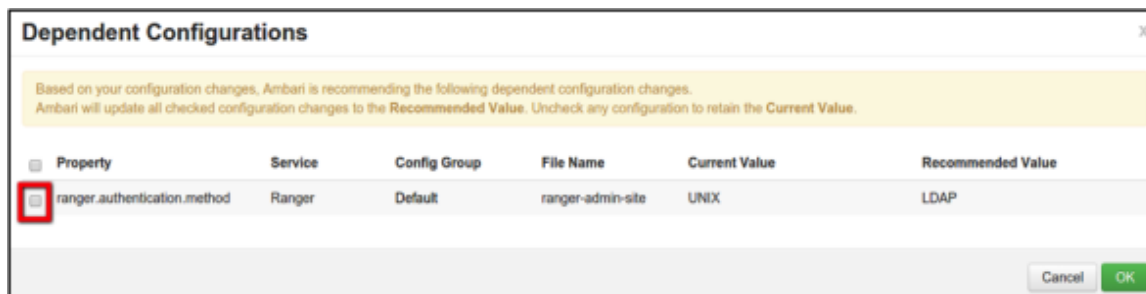 Dependent Configurations
X
Based on your configuration changes, Ambari is recommending the following dependent configuration changes.
Ambari will update all checked configuration changes to the Recommended Value. Uncheck any configuration to retain the Current Value.
Property Service Config Group File Name Current Value Recommended Value
ranger.authentication.method Ranger Default ranger-admin-site UNIX LDAP
Cancel OK